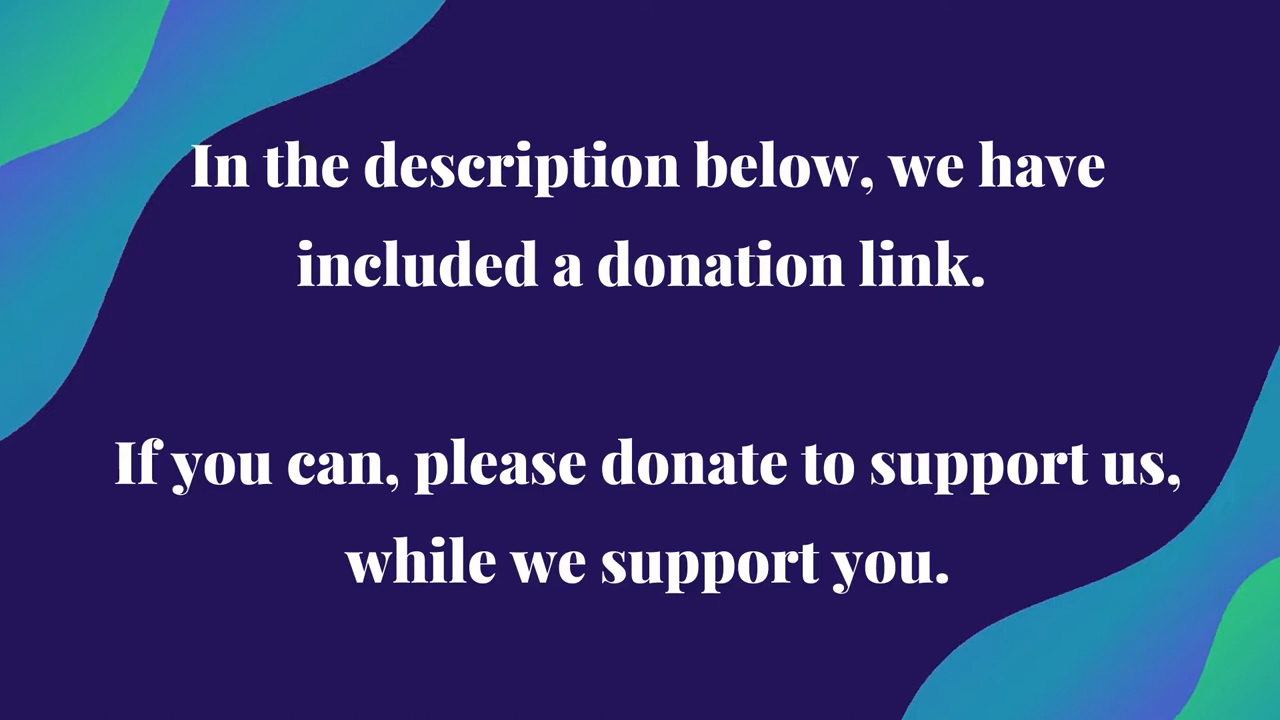 In the description below, we have
included a donation link.
If you can, please donate to support us,
while we support you.